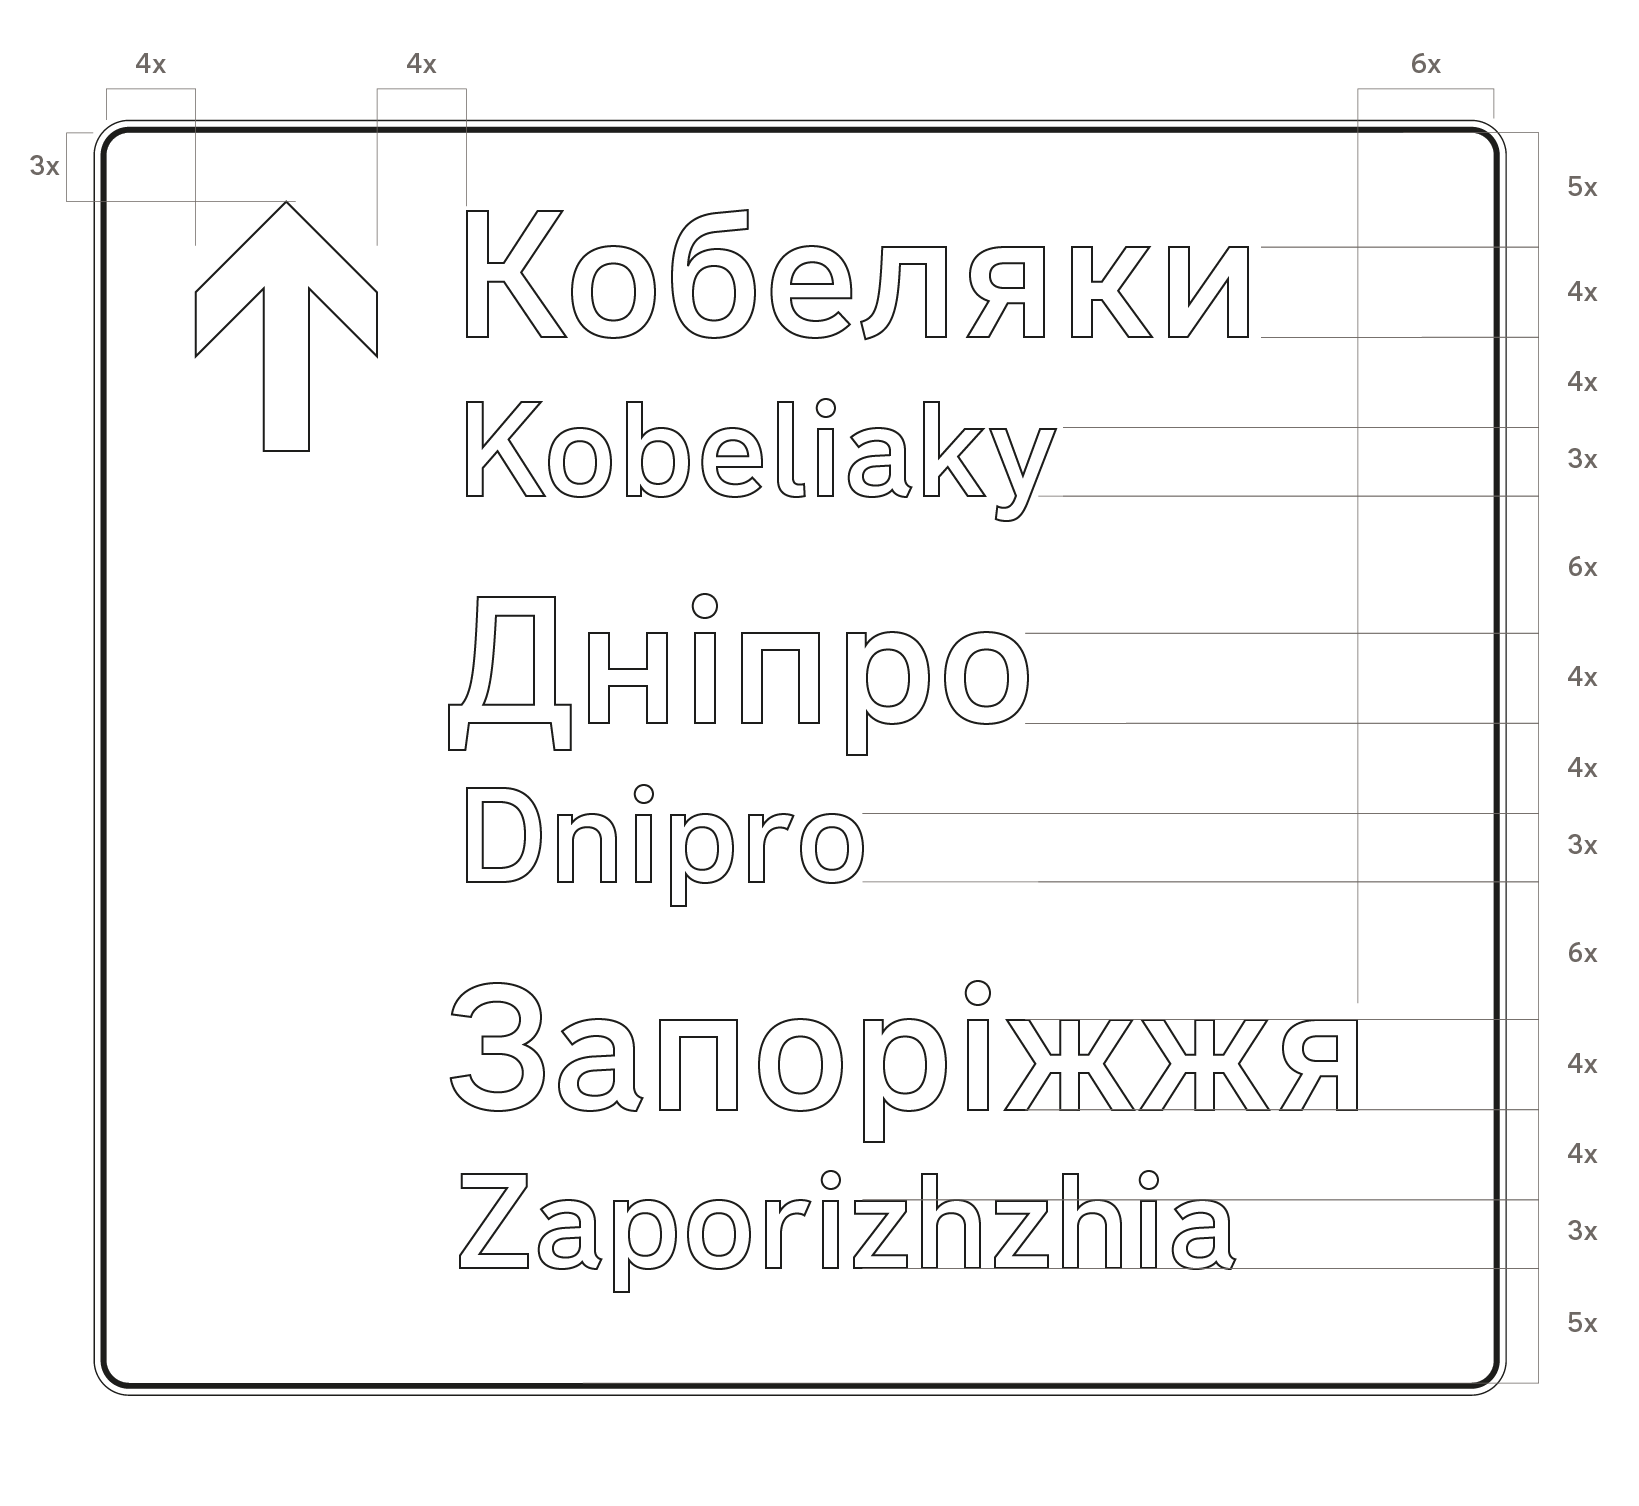 4x 4x 6x
3x
5x
Кобеляки
4x
4x
Kobeliaky
3x
6x
Дніпро
4x
4x
Dnipro
3x
6x
Запоріжжя
4x
4x
Zaporizhzhia
3x
5x